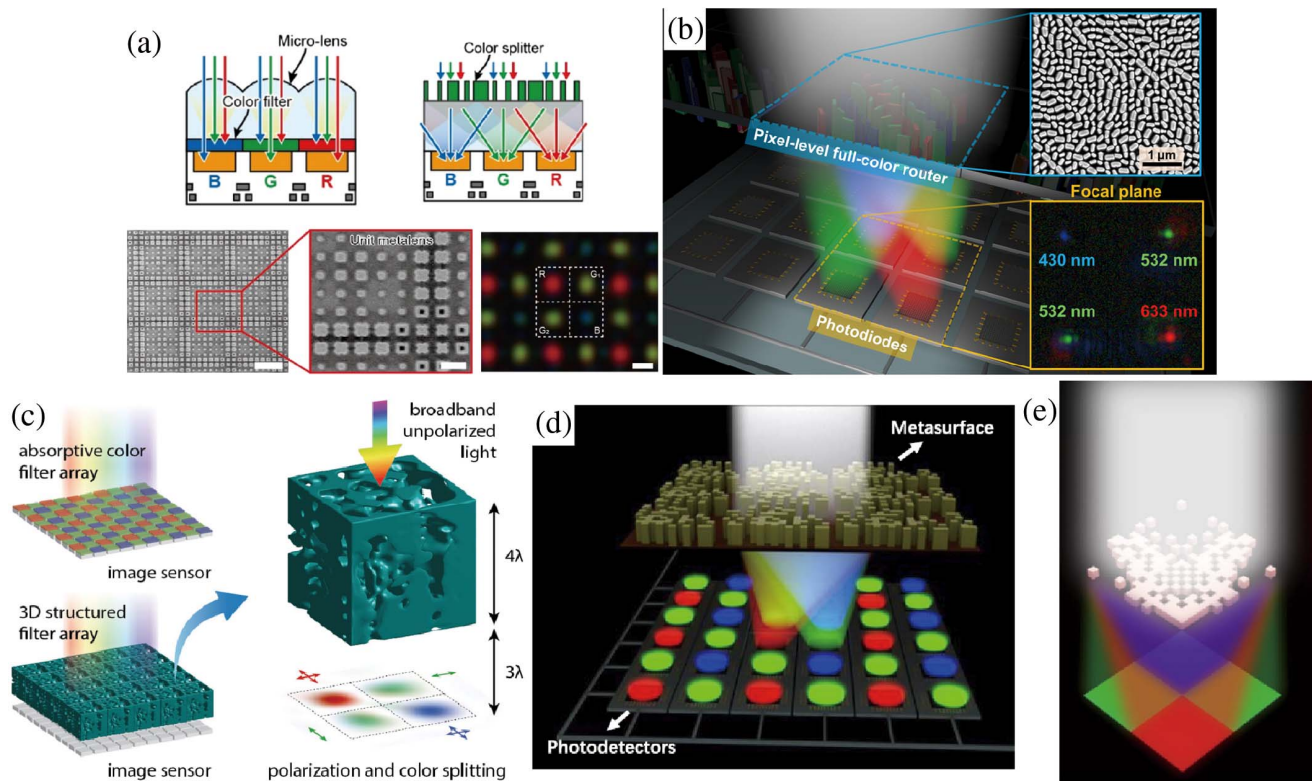 (a)
Micro-lens
Color filter
B G R
Color splitter
B G R
Unit metalens
R G₁
G₂ B
(b)
Pixel-level full-color router
Photodiodes
1 μm
Focal plane
430 nm 532 nm
532 nm 633 nm
(c)
absorptive color
filter array
image sensor
3D structured
filter array
image sensor
broadband
unpolarized
light
4λ
3λ
polarization and color splitting
(d)
Metasurface
Photodetectors
(e)